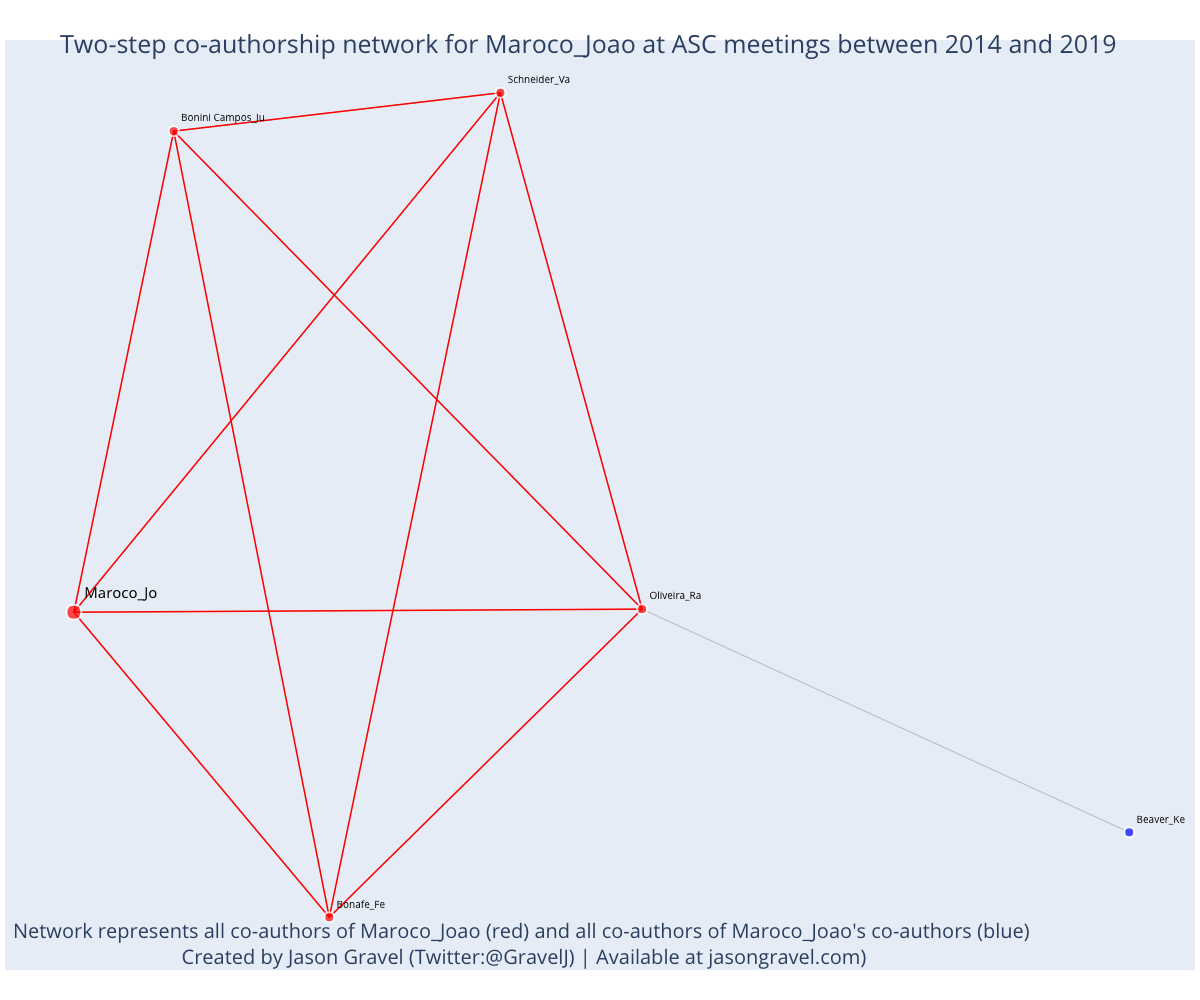 Two-step co-authorship network for Maroco_Joao at ASC meetings between 2014 and 2019
Schneider_Va
Bonini Campos_Ju
Maroco_Jo
Oliveira_Ra
Beaver_Ke
Bonafe_Fe
Network represents all co-authors of Maroco_Joao (red) and all co-authors of Maroco_Joao's co-authors (blue)
Created by Jason Gravel (Twitter:@GravelJ) | Available at jasongravel.com)